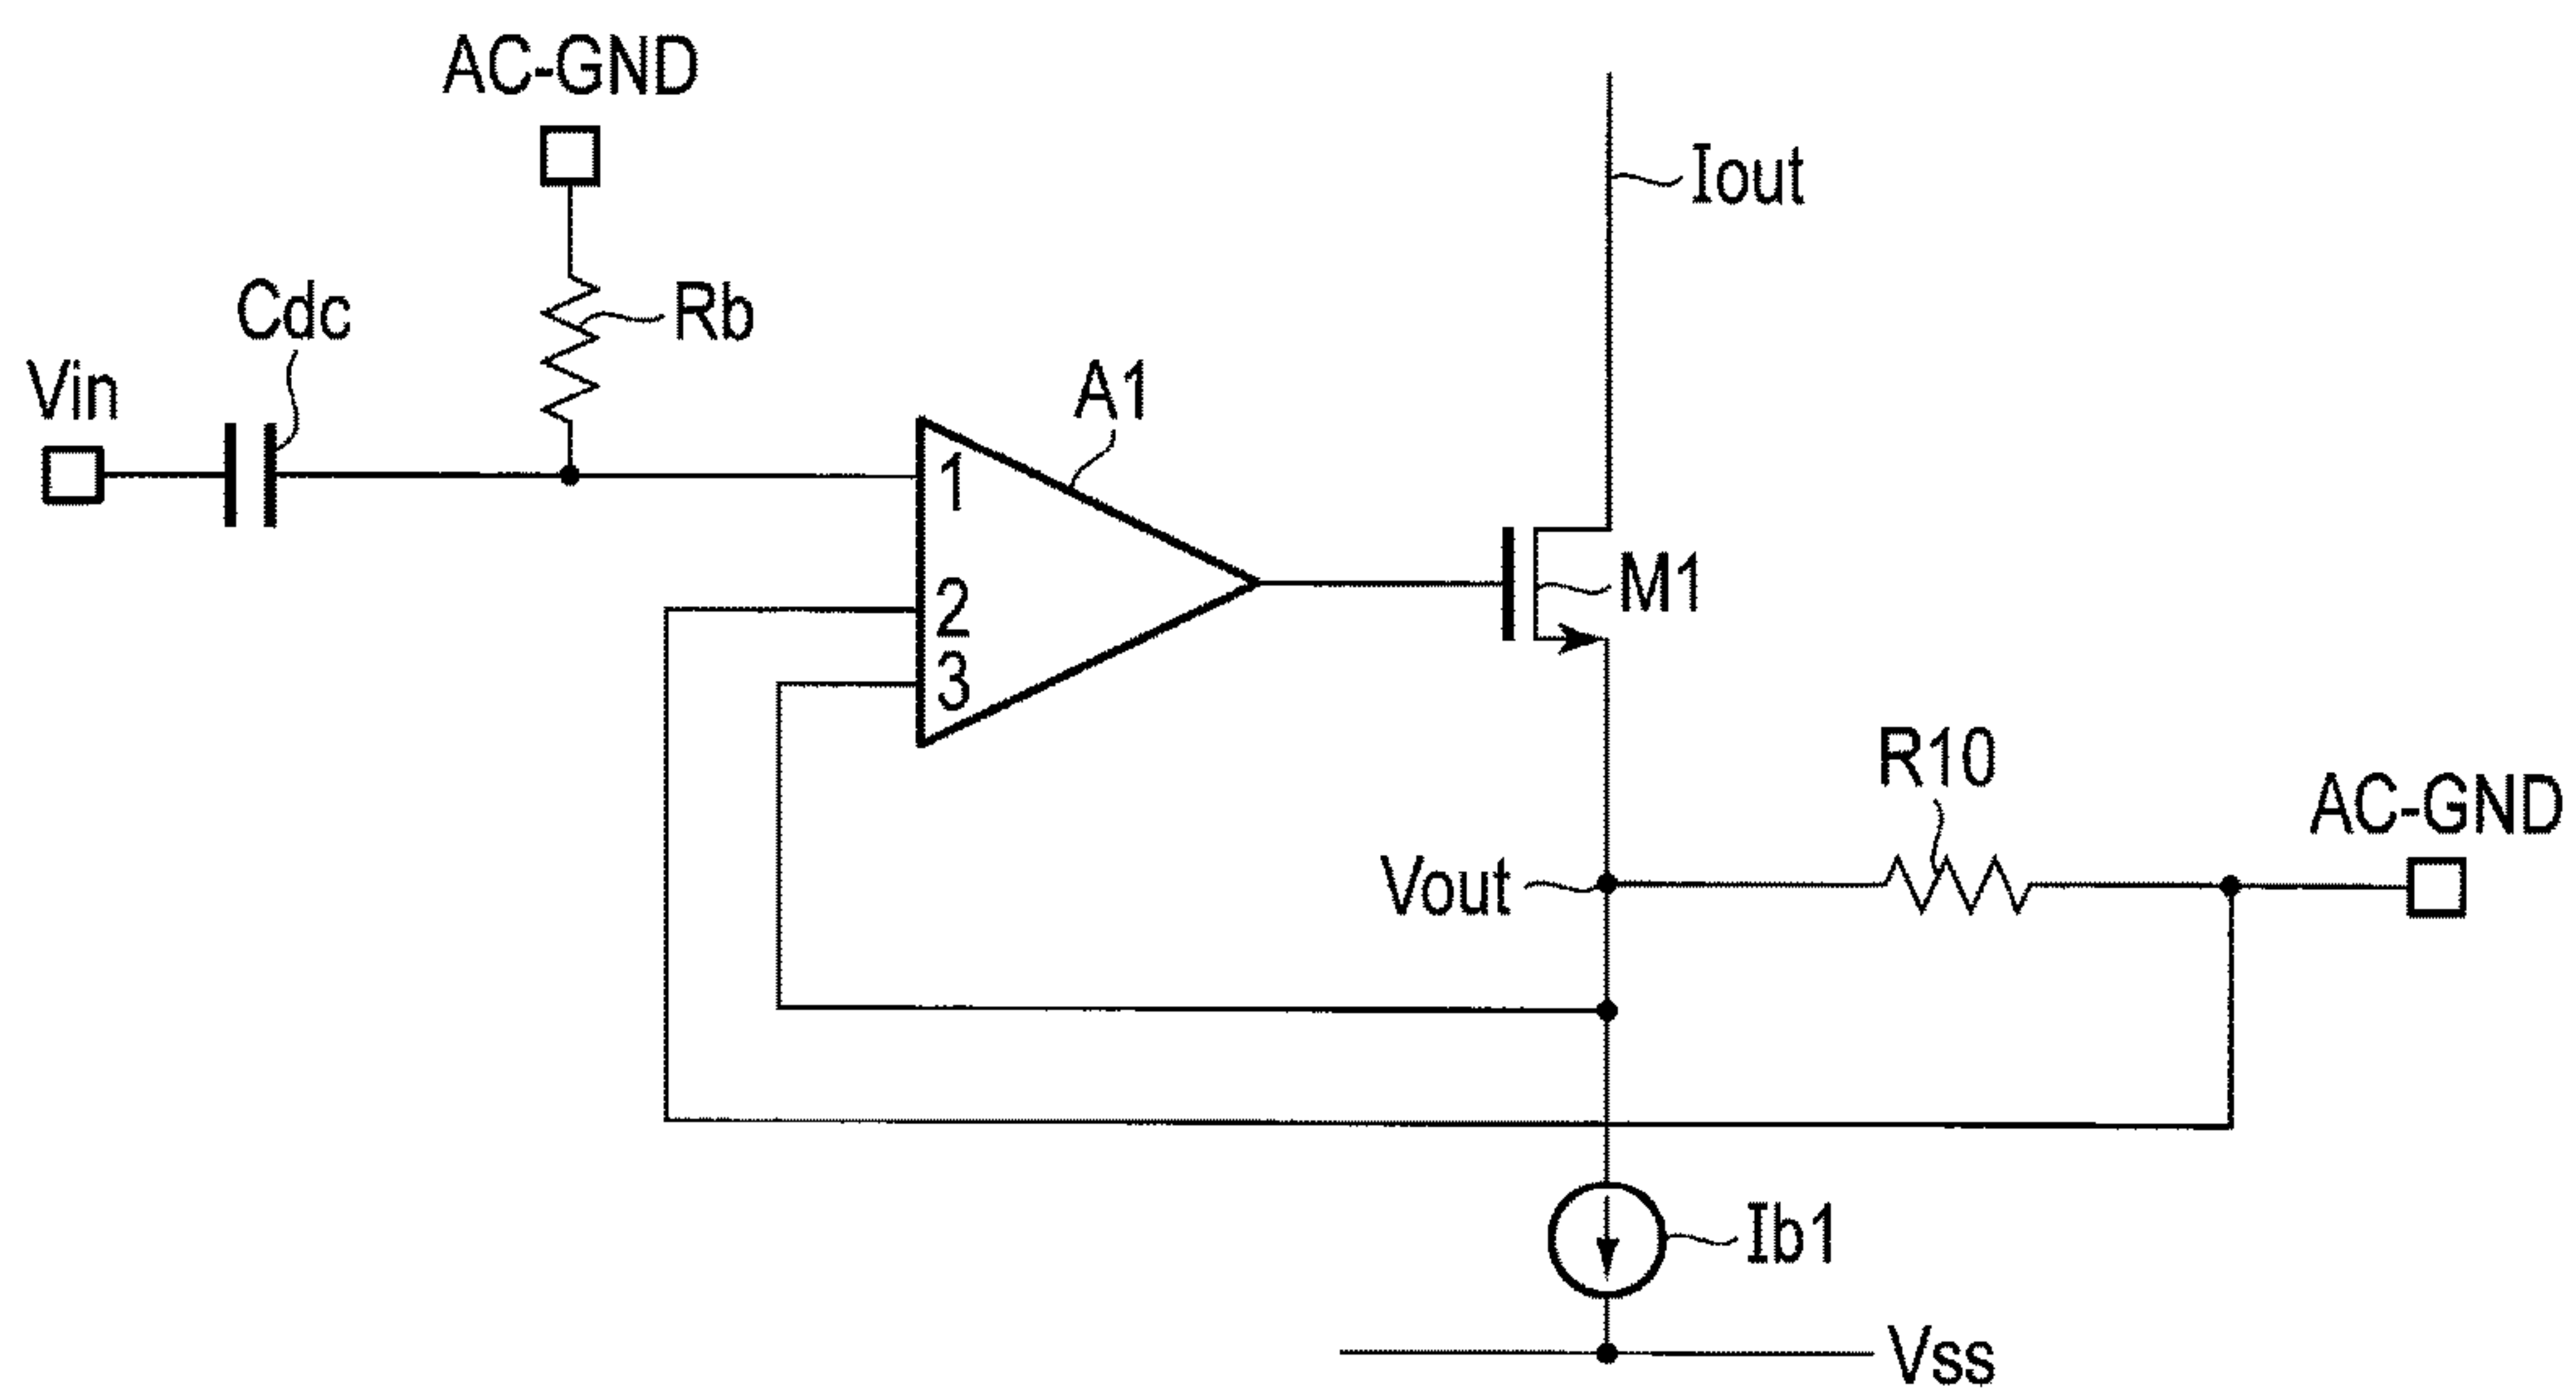 AC-GND
Iout
Cdc
Rb
Vin
A1
1
M1
2
3
R10
AC-GND
Vout
Ib1
Vss